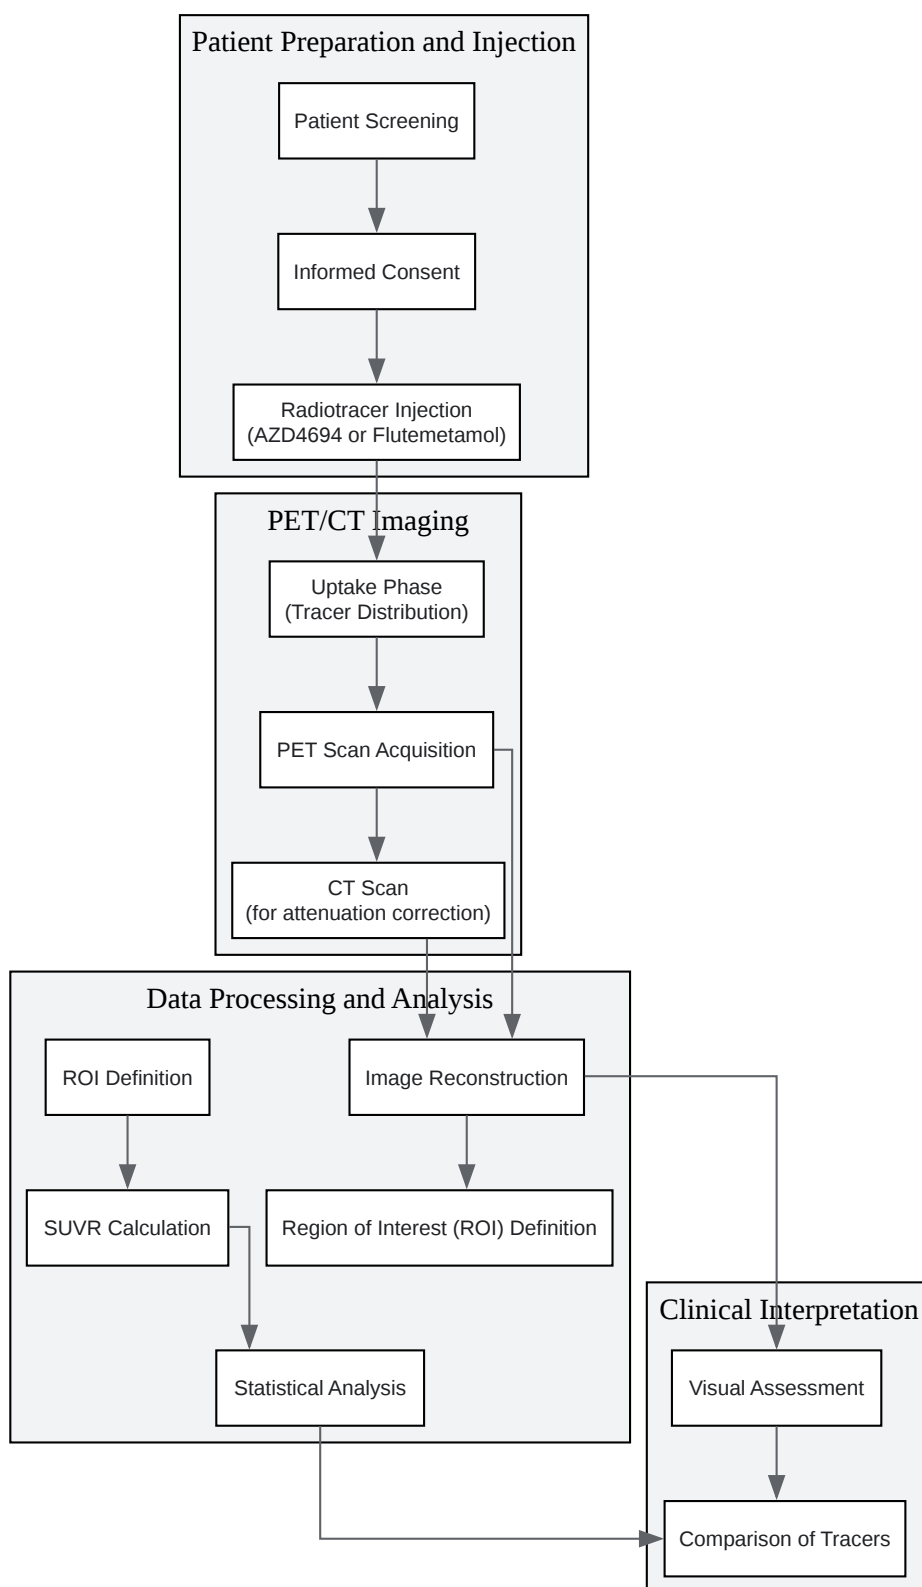 Patient Preparation and Injection
Patient Screening
Informed Consent
Radiotracer Injection
(AZD4694 or Flutemetamol)
PET/CT Imaging
Uptake Phase
(Tracer Distribution)
PET Scan Acquisition
CT Scan
(for attenuation correction)
Data Processing and Analysis
ROI Definition
Image Reconstruction
SUVR Calculation
Region of Interest (ROI) Definition
Statistical Analysis
Clinical Interpretation
Visual Assessment
Comparison of Tracers